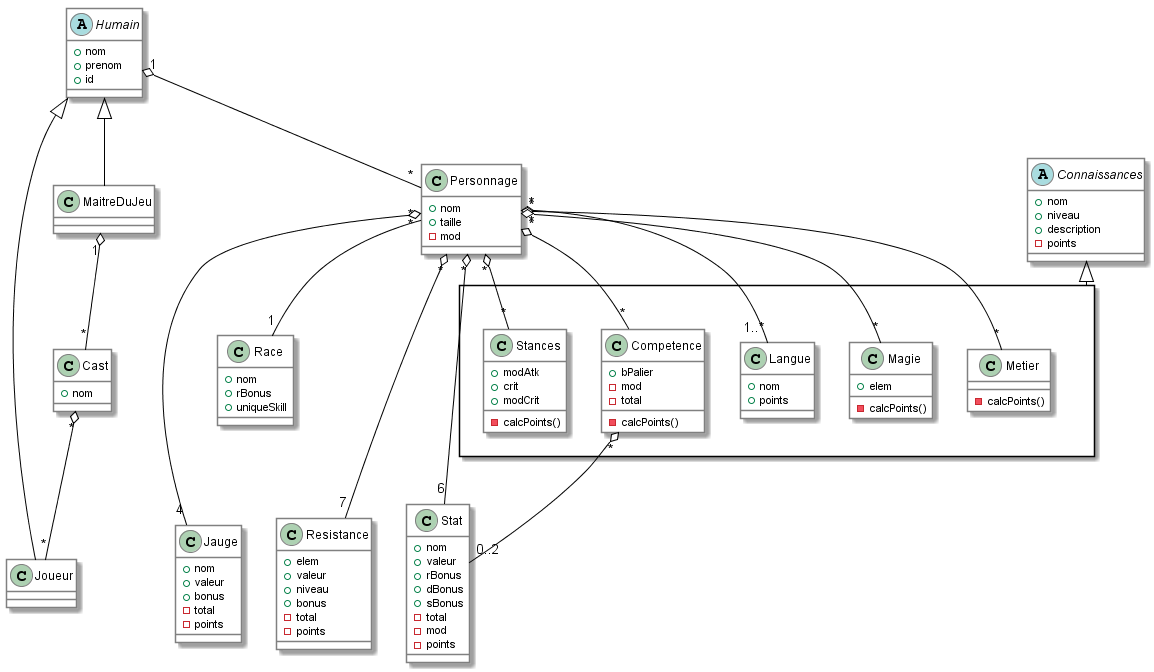 A Humain
nom
prenom
id
1
*
C MaitreDuJeu
1
*
C Cast
nom
*
*
C Joueur
C Personnage
nom
taille
mod
*
*
*
*
*
*
*
A Connaissances
nom
niveau
description
points
1
C Race
nom
rBonus
uniqueSkill
*
C Stances
modAtk
crit
modCrit
calcPoints()
*
C Competence
bPalier
mod
total
calcPoints()
*
1..*
C Langue
nom
points
*
C Magie
elem
calcPoints()
*
C Metier
calcPoints()
4
C Jauge
nom
valeur
bonus
total
points
7
C Resistance
elem
valeur
niveau
bonus
total
points
6
0..2
C Stat
nom
valeur
rBonus
dBonus
sBonus
total
mod
points